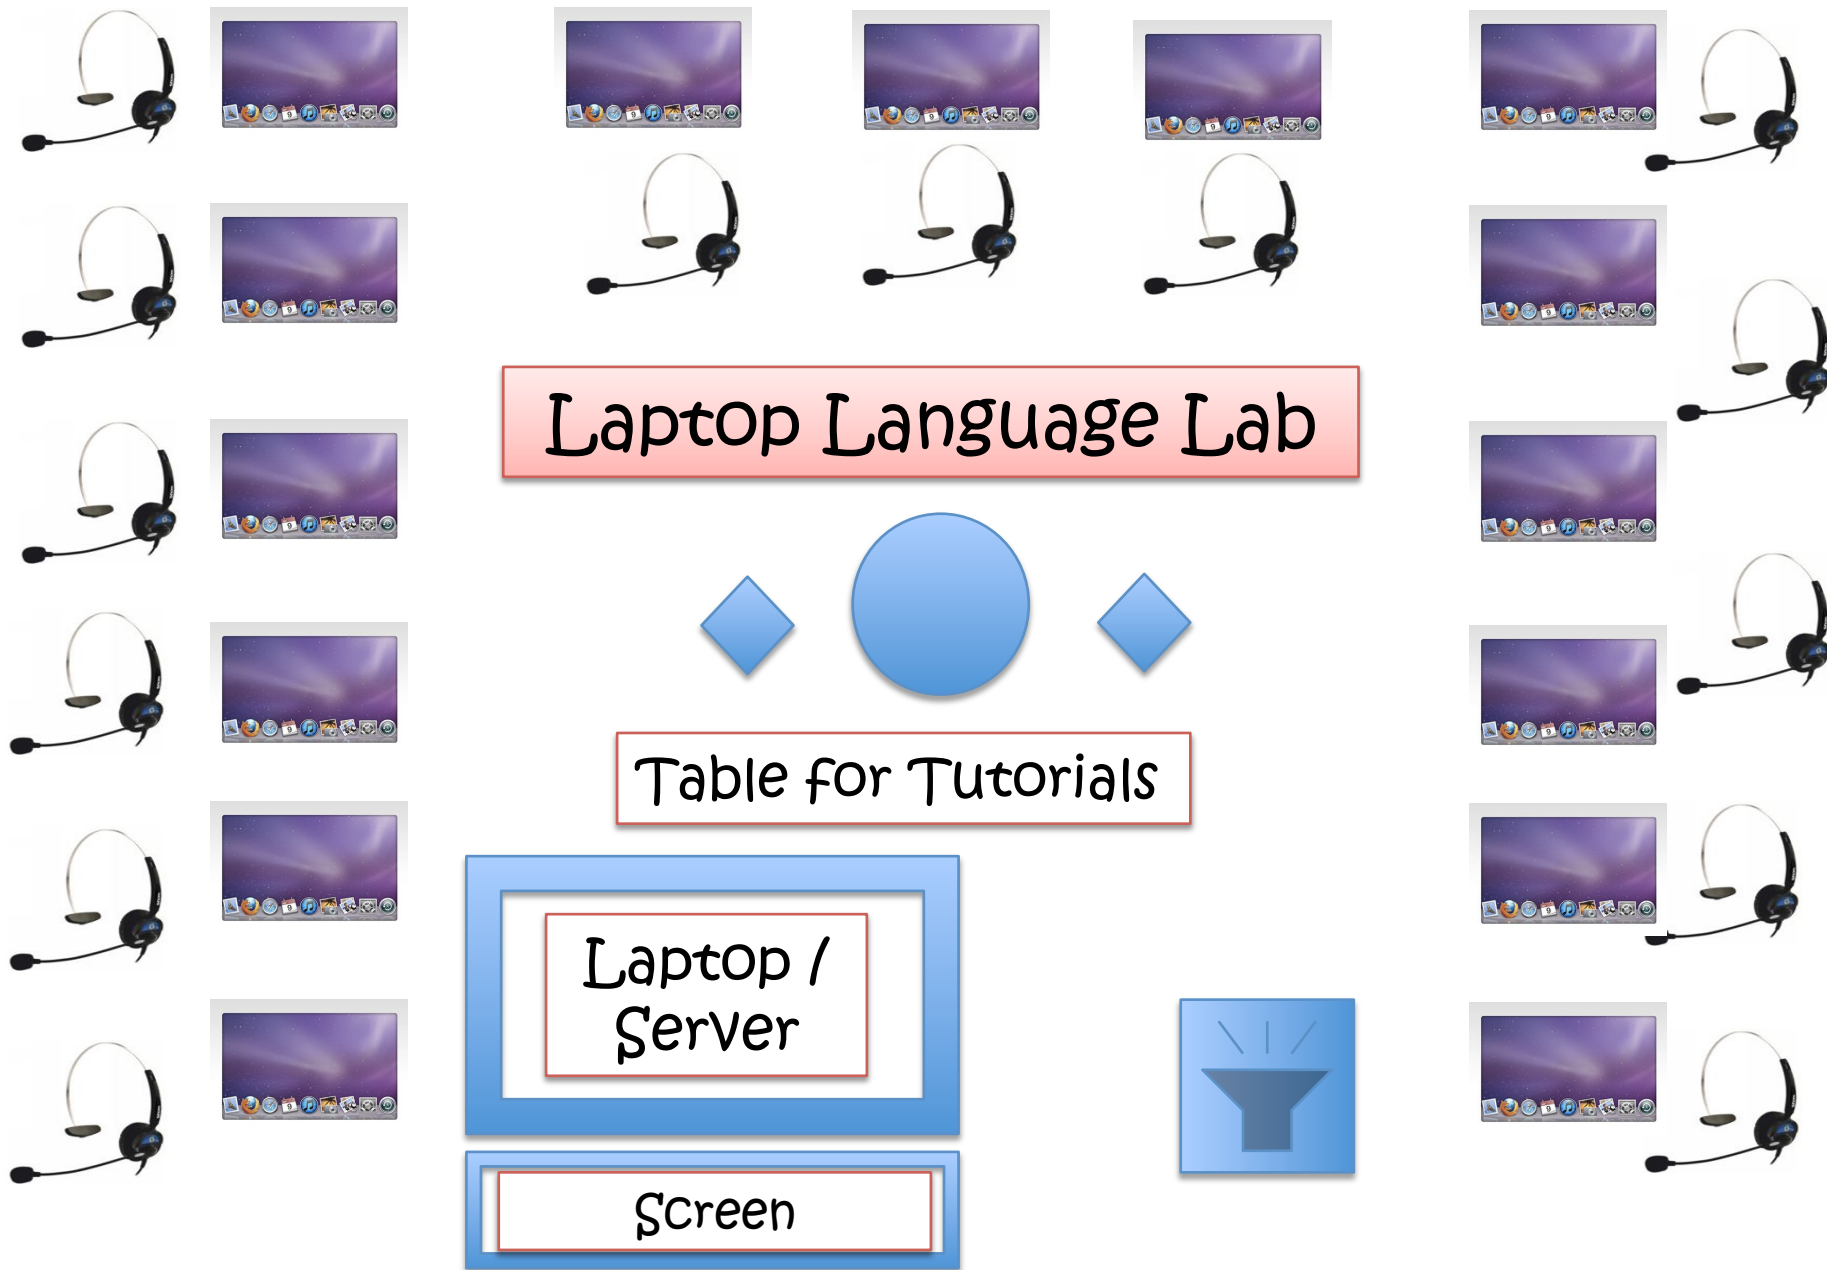 Laptop Language Lab
Table for Tutorials
Laptop /
Server
Screen